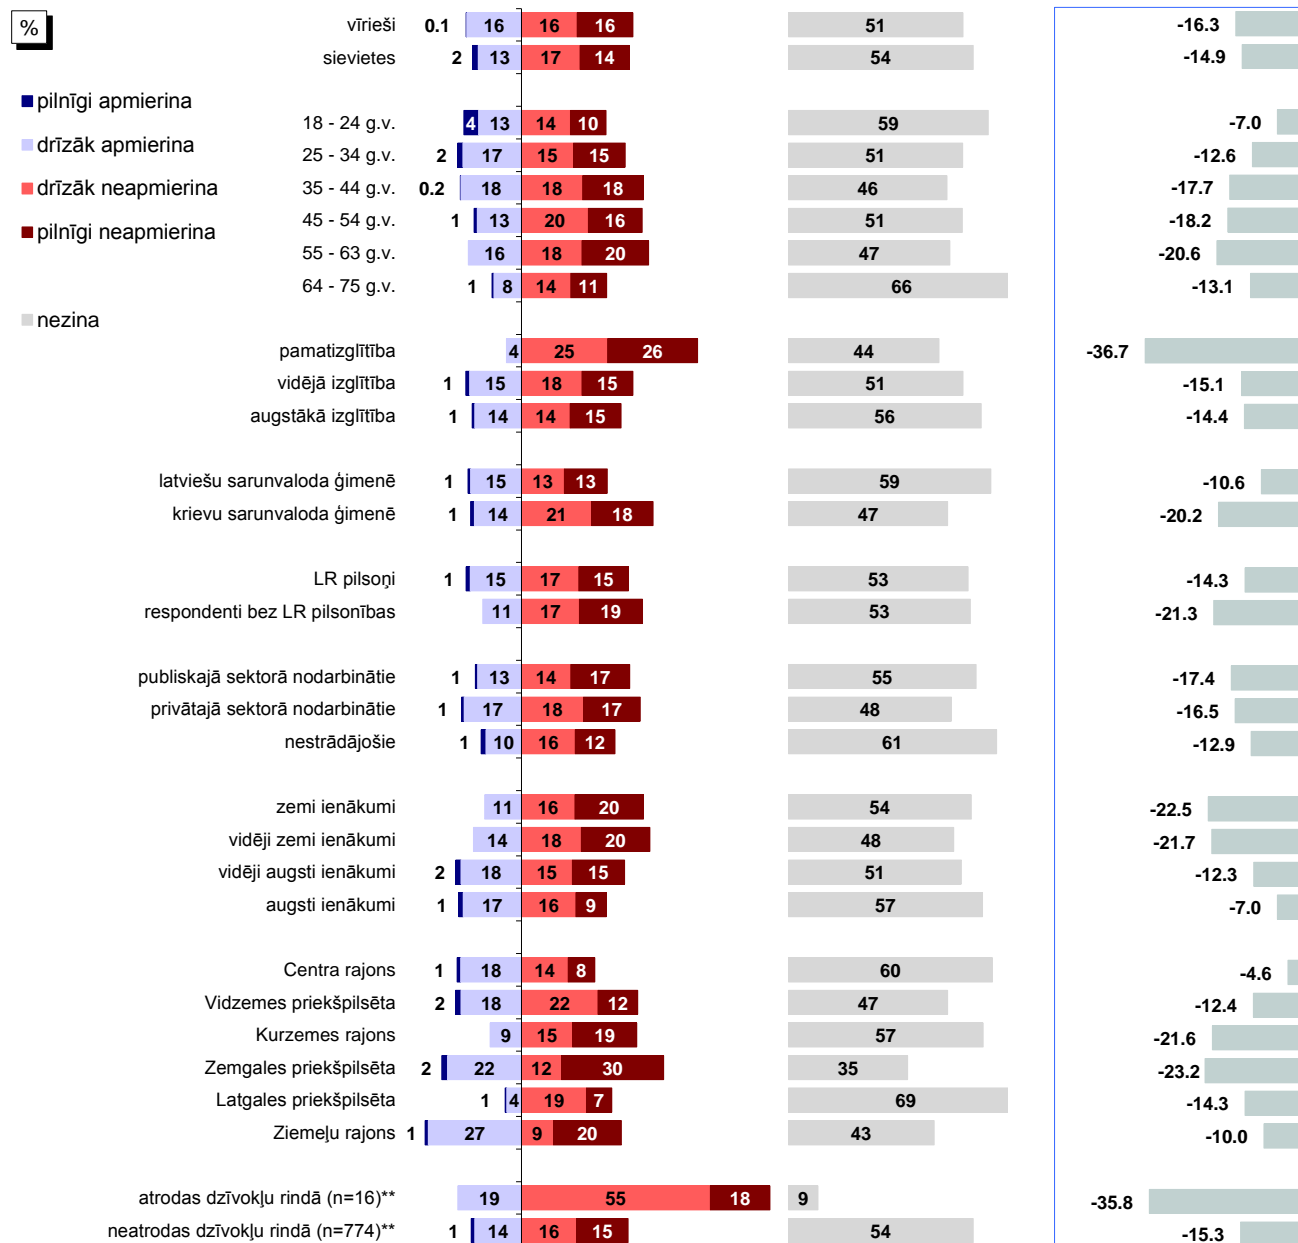 %
vīrieši 0.1 16 16 16 51 -16.3
sievietes 2 13 17 14 54 -14.9
pilnīgi apmierina
18 - 24 g.v. 4 13 14 10 59 -7.0
drīzāk apmierina
25 - 34 g.v. 2 17 15 15 51 -12.6
drīzāk neapmierina
35 - 44 g.v. 0.2 18 18 18 46 -17.7
45 - 54 g.v. 1 13 20 16 51 -18.2
pilnīgi neapmierina
55 - 63 g.v. 16 18 20 47 -20.6
64 - 75 g.v. 1 8 14 11 66 -13.1
nezina
pamatizglītība 4 25 26 44 -36.7
vidējā izglītība 1 15 18 15 51 -15.1
augstākā izglītība 1 14 14 15 56 -14.4
latviešu sarunvaloda ģimenē 1 15 13 13 59 -10.6
krievu sarunvaloda ģimenē 1 14 21 18 47 -20.2
LR pilsoņi 1 15 17 15 53 -14.3
respondenti bez LR pilsonības 11 17 19 53 -21.3
publiskajā sektorā nodarbinātie 1 13 14 17 55 -17.4
privātajā sektorā nodarbinātie 1 17 18 17 48 -16.5
nestrādājošie 1 10 16 12 61 -12.9
zemi ienākumi 11 16 20 54 -22.5
vidēji zemi ienākumi 14 18 20 48 -21.7
vidēji augsti ienākumi 2 18 15 15 51 -12.3
augsti ienākumi 1 17 16 9 57 -7.0
Centra rajons 1 18 14 8 60 -4.6
Vidzemes priekšpilsēta 2 18 22 12 47 -12.4
Kurzemes rajons 9 15 19 57 -21.6
Zemgales priekšpilsēta 2 22 12 30 35 -23.2
Latgales priekšpilsēta 1 4 19 7 69 -14.3
Ziemeļu rajons 1 27 9 20 43 -10.0
atrodas dzīvokļu rindā (n=16)** 19 55 18 9 -35.8
neatrodas dzīvokļu rindā (n=774)** 1 14 16 15 54 -15.3